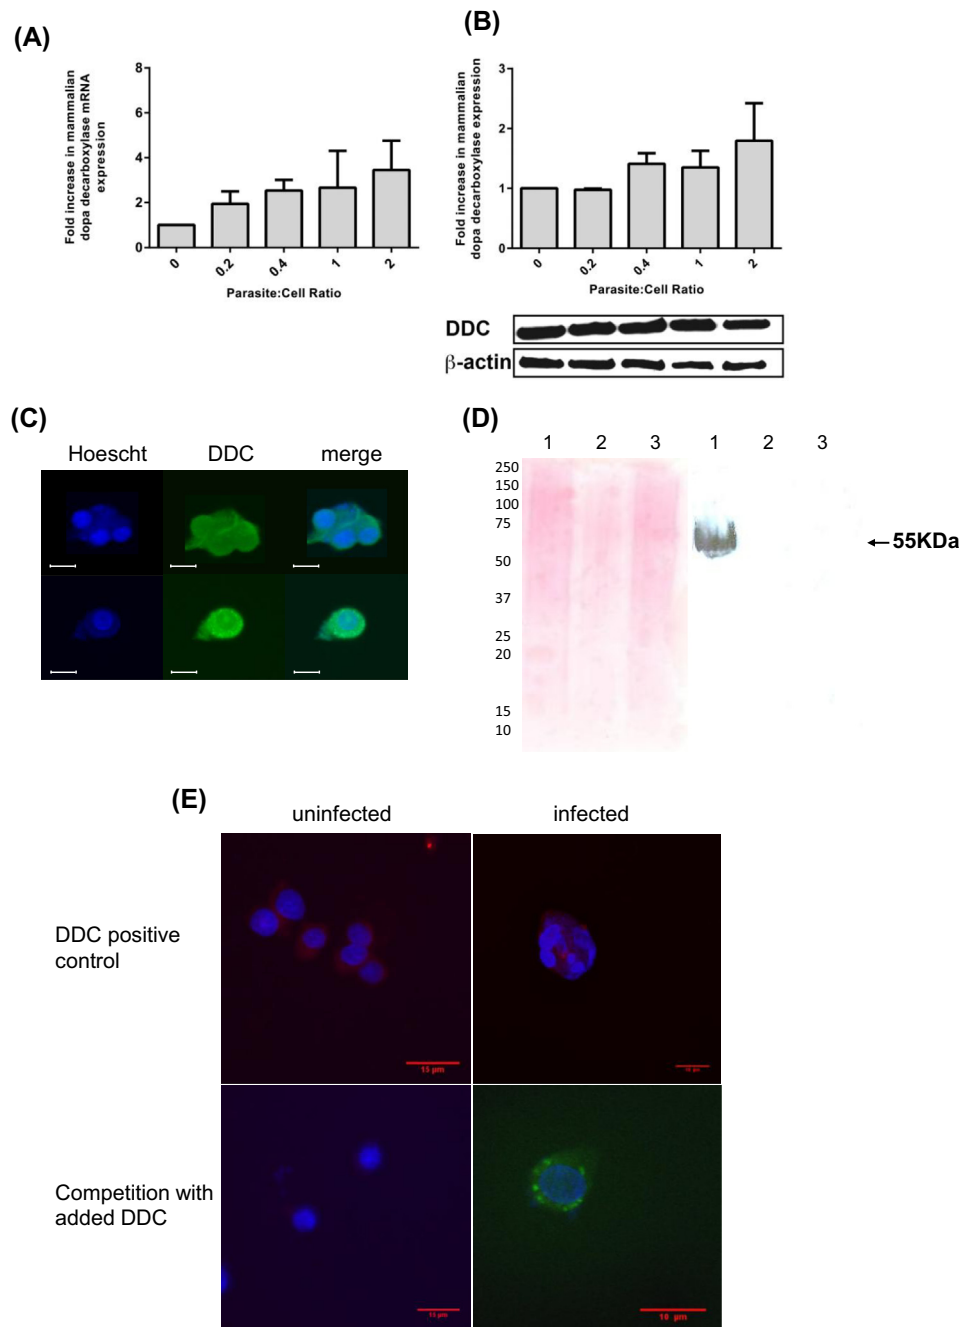 (A)
Fold increase in mammalian
dopa decarboxylase mRNA
expression
8
6
4
2
0
0
0.2
0.4
1
2
Parasite:Cell Ratio
(B)
Fold increase in mammalian
dopa decarboxylase expression
3
2
1
0
0
0.2
0.4
1
2
Parasite:Cell Ratio
DDC
β-actin
(C)
Hoescht DDC merge
(D)
1 2 3 1 2 3
250
150
100
75
50
37
25
20
15
10
←55KDa
(E)
uninfected infected
DDC positive
control
15 µm
Competition with
added DDC
10 µm